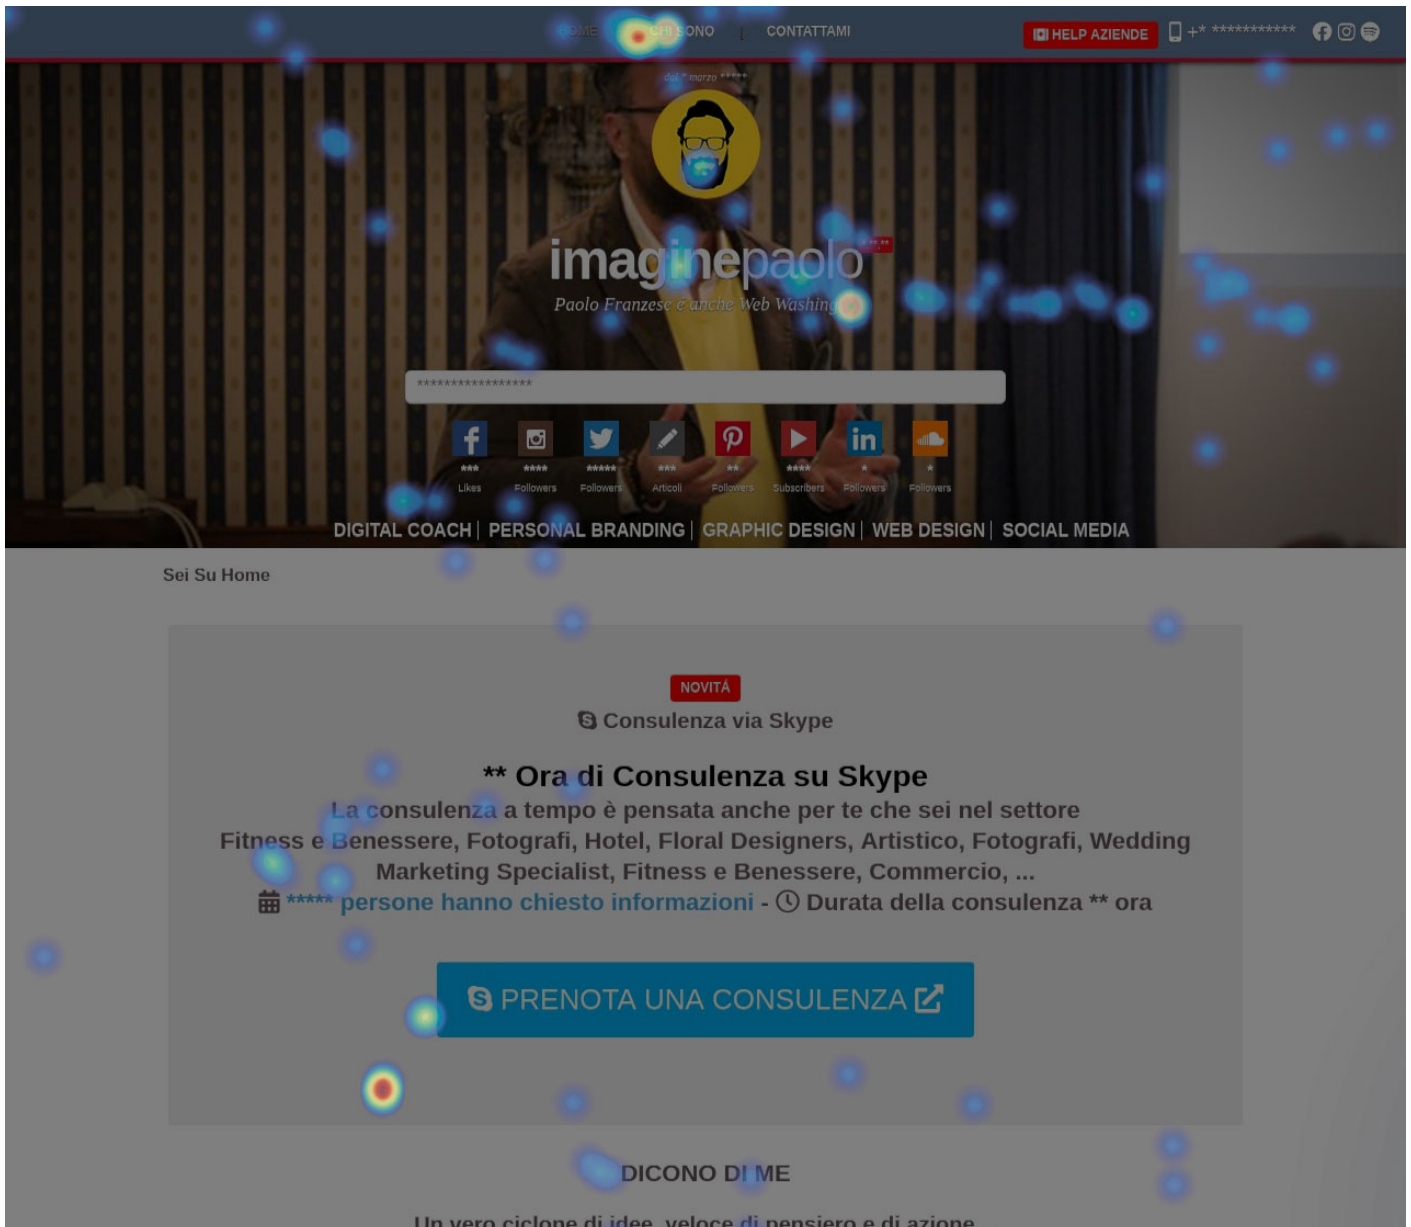 HOME
CHI SONO
CONTATTAMI
HELP AZIENDE
+* ***********
dal * marzo *****
imaginepaolo
Paolo Franzese è anche Web Washing
*****************
*** **** ***** *** ** **** * *
Likes Followers Followers Articoli Followers Subscribers Followers Followers
DIGITAL COACH | PERSONAL BRANDING | GRAPHIC DESIGN | WEB DESIGN | SOCIAL MEDIA
Sei Su Home
NOVITÁ
Consulenza via Skype
** Ora di Consulenza su Skype
La consulenza a tempo è pensata anche per te che sei nel settore
Fitness e Benessere, Fotografi, Hotel, Floral Designers, Artistico, Fotografi, Wedding
Marketing Specialist, Fitness e Benessere, Commercio, ...
***** persone hanno chiesto informazioni - Durata della consulenza ** ora
PRENOTA UNA CONSULENZA
DICONO DI ME
Un vero ciclone di idee, veloce di pensiero e di azione